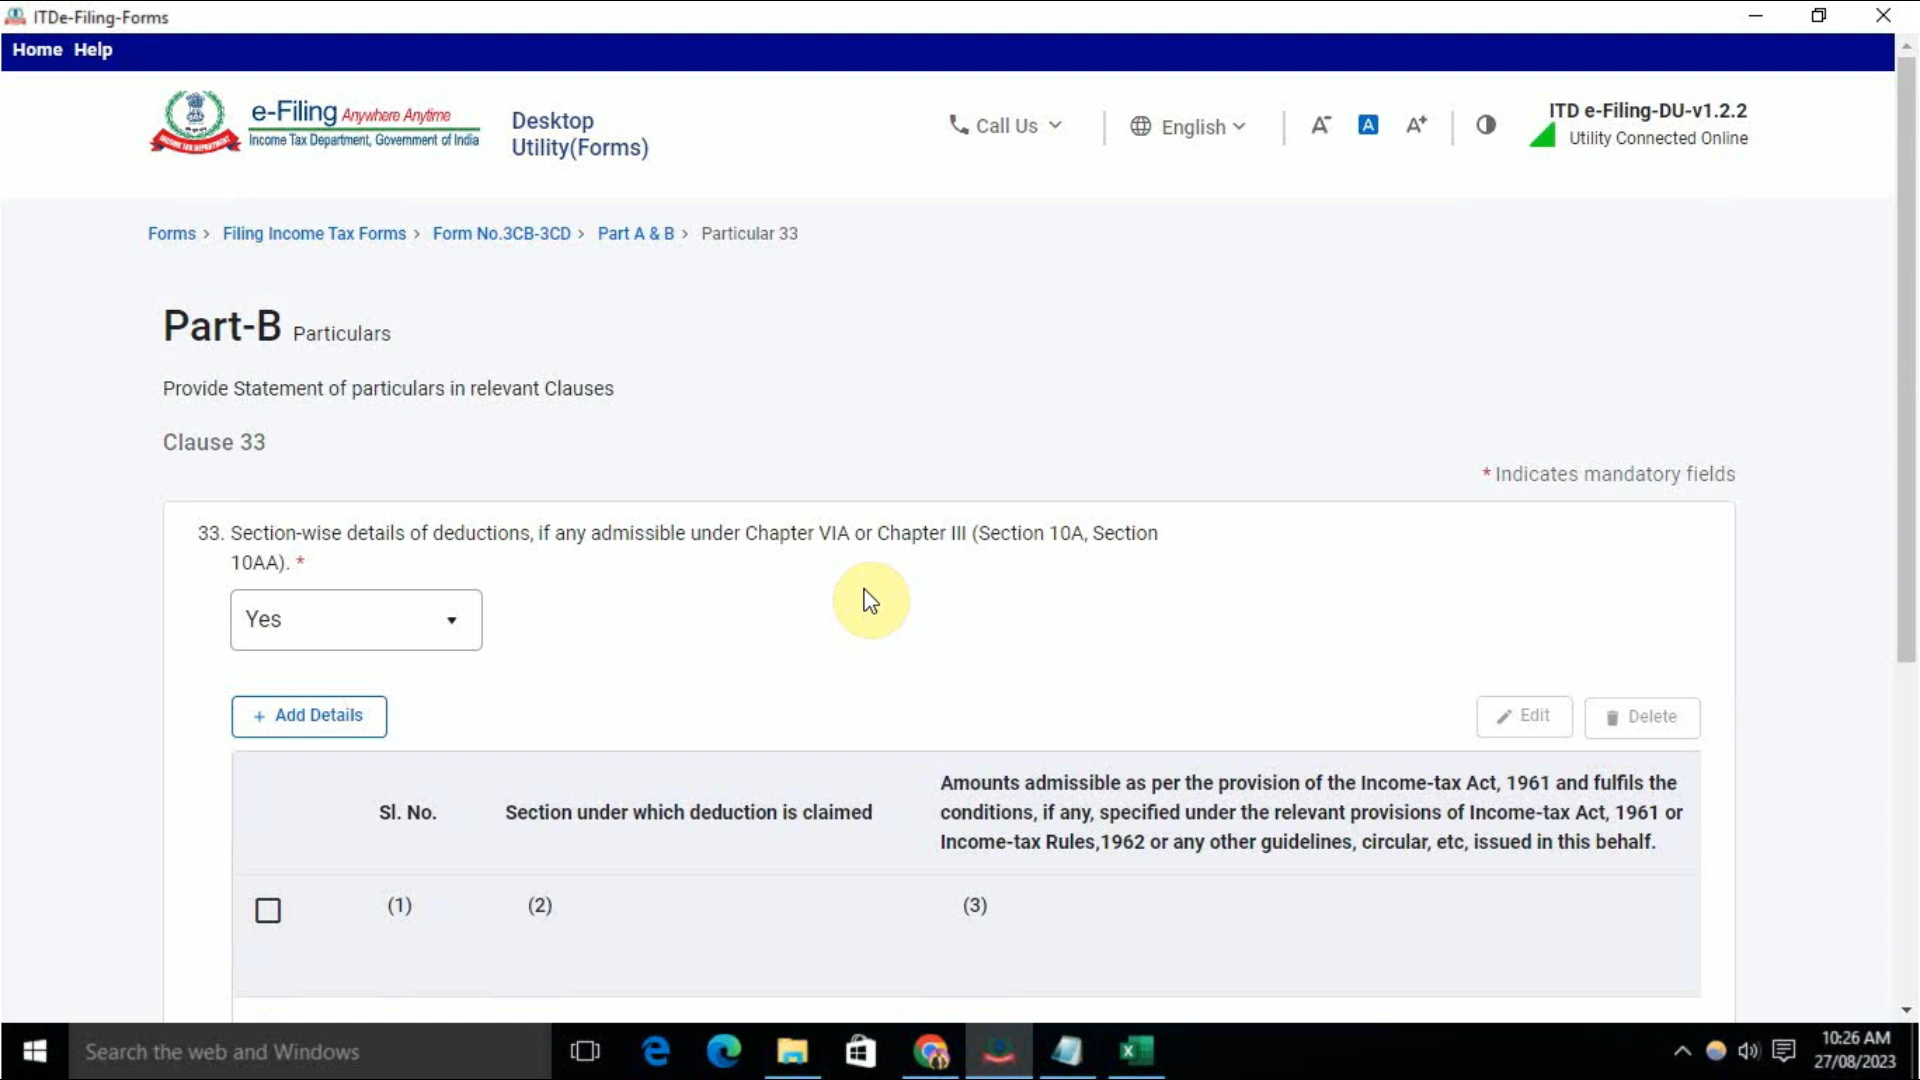 ITDe-Filing-Forms
Home Help
e-Filing Anywhere Anytime
Income Tax Department, Government of India
INCOME TAX DEPARTMENT
Desktop
Utility(Forms)
Call Us
English
A-
A
A+
ITD e-Filing-DU-v1.2.2
Utility Connected Online
Forms > Filing Income Tax Forms > Form No.3CB-3CD > Part A & B > Particular 33
Part-B Particulars
Provide Statement of particulars in relevant Clauses
Clause 33
* Indicates mandatory fields
33. Section-wise details of deductions, if any admissible under Chapter VIA or Chapter III (Section 10A, Section
10AA). *
Yes
+ Add Details
Edit
Delete
Sl. No.
Section under which deduction is claimed
Amounts admissible as per the provision of the Income-tax Act, 1961 and fulfils the
conditions, if any, specified under the relevant provisions of Income-tax Act, 1961 or
Income-tax Rules,1962 or any other guidelines, circular, etc, issued in this behalf.
(1)
(2)
(3)
Search the web and Windows
10:26 AM
27/08/2023